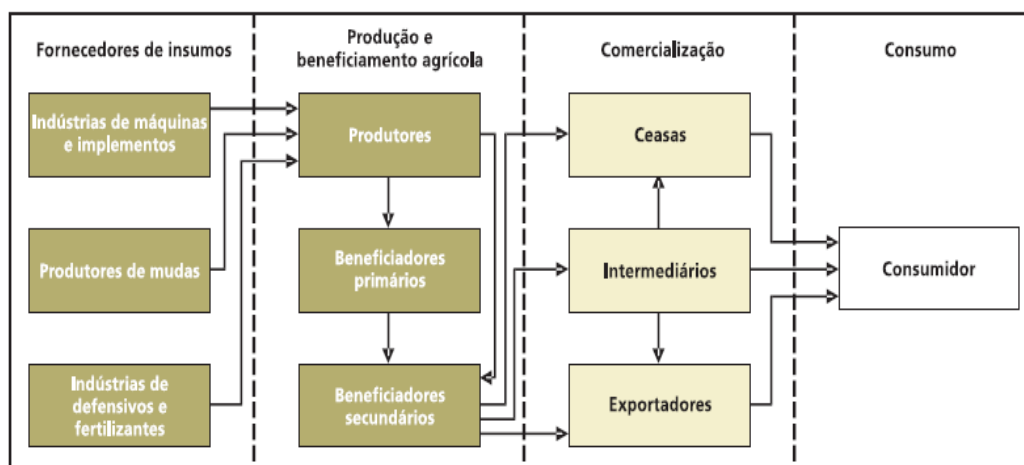 Fornecedores de insumos
Produção e
beneficiamento agrícola
Comercialização
Consumo
Indústrias de máquinas
e implementos
Produtores
Ceasas
Produtores de mudas
Beneficiadores
primários
Intermediários
Consumidor
Indústrias de
defensivos e
fertilizantes
Beneficiadores
secundários
Exportadores